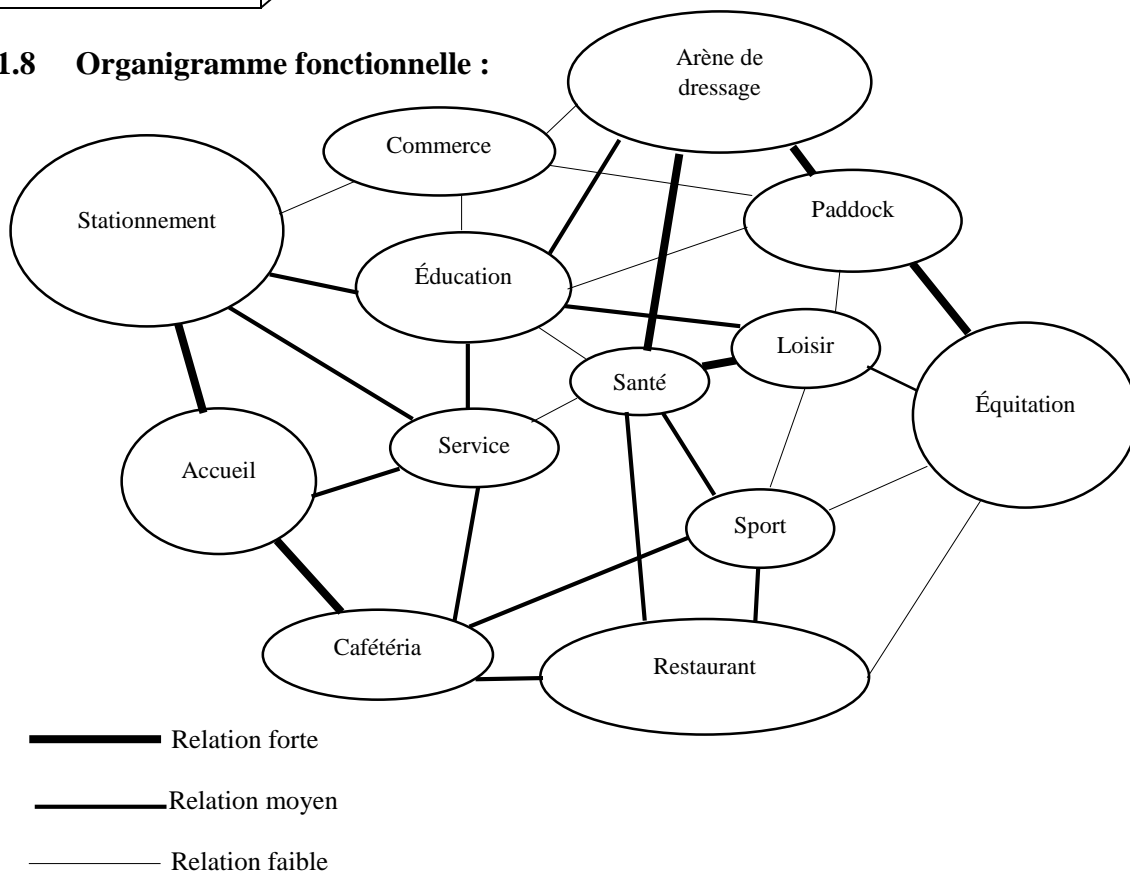 1.8 Organigramme fonctionnelle :
Arène de
dressage
Commerce
Stationnement
Paddock
Éducation
Loisir
Santé
Équitation
Service
Accueil
Sport
Cafétéria
Restaurant
Relation forte
Relation moyen
Relation faible